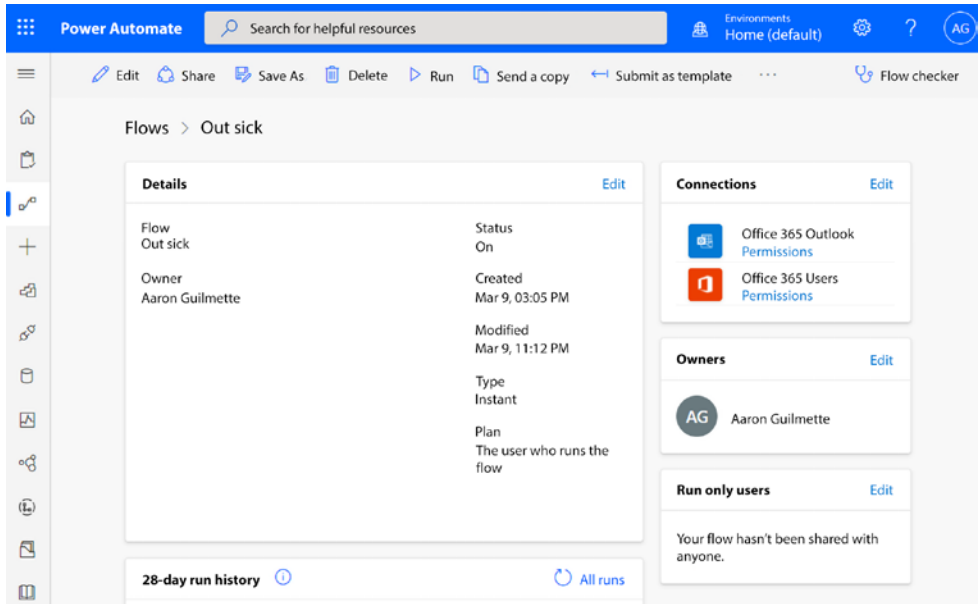 Power Automate
Search for helpful resources
Environments
Home (default)
?
AG
Edit
Share
Save As
Delete
Run
Send a copy
Submit as template
...
Flow checker
Flows > Out sick
Details
Edit
Flow
Out sick
Owner
Aaron Guilmette
Status
On
Created
Mar 9, 03:05 PM
Modified
Mar 9, 11:12 PM
Type
Instant
Plan
The user who runs the
flow
28-day run history
All runs
Connections
Edit
Office 365 Outlook
Permissions
Office 365 Users
Permissions
Owners
Edit
AG
Aaron Guilmette
Run only users
Edit
Your flow hasn't been shared with
anyone.